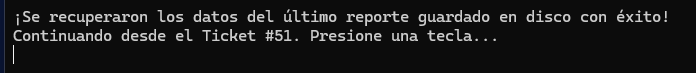 ¡Se recuperaron los datos del último reporte guardado en disco con éxito!
Continuando desde el Ticket #51. Presione una tecla...